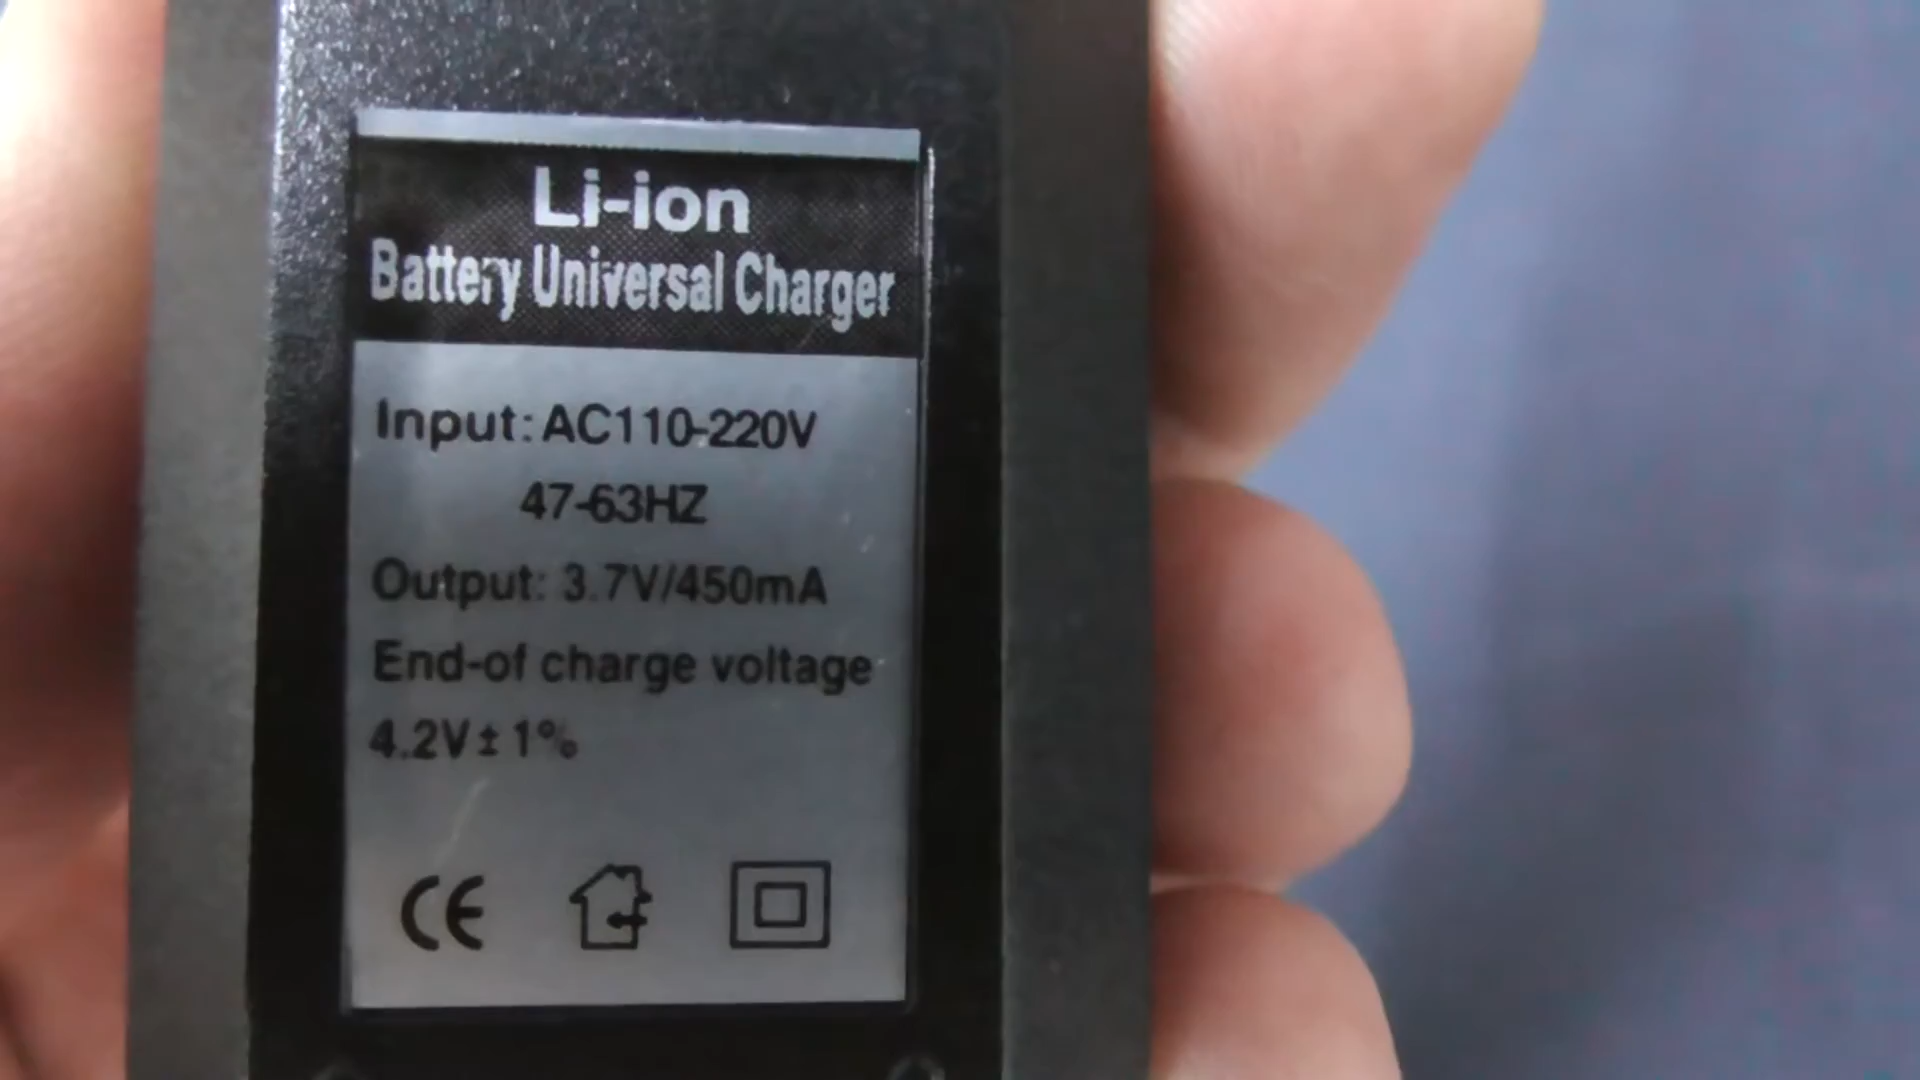 Li-ion
Battery Universal Charger
Input: AC110-220V
47-63HZ
Output: 3.7V/450mA
End-of charge voltage
4.2V ± 1%
CE